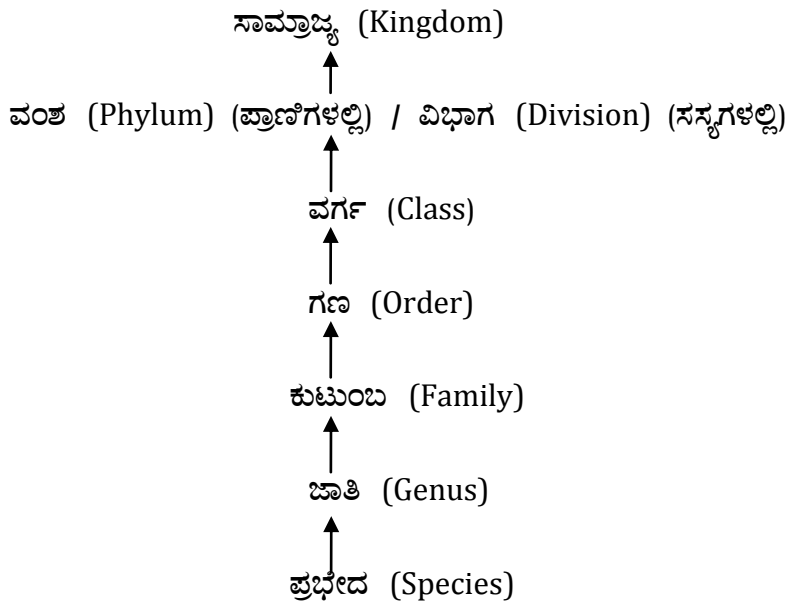 ಸಾಮ್ರಾಜ್ಯ (Kingdom)
ವಂಶ (Phylum) (ಪ್ರಾಣಿಗಳಲ್ಲಿ) / ವಿಭಾಗ (Division) (ಸಸ್ಯಗಳಲ್ಲಿ)
ವರ್ಗ (Class)
ಗಣ (Order)
ಕುಟುಂಬ (Family)
ಜಾತಿ (Genus)
ಪ್ರಭೇದ (Species)